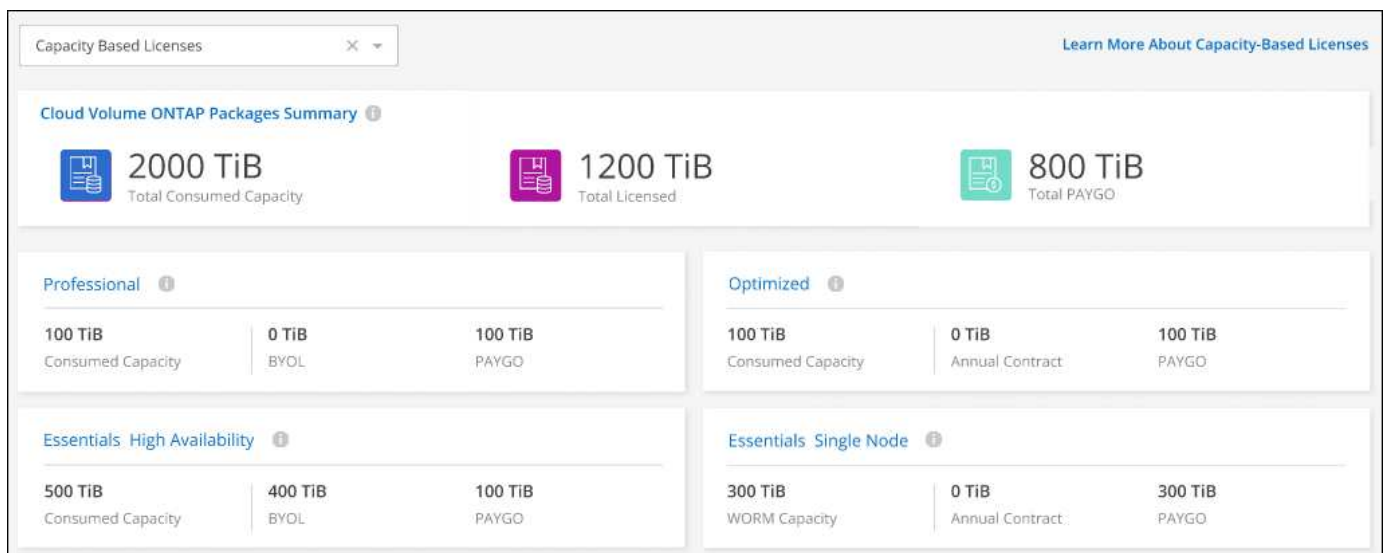 Capacity Based Licenses
Learn More About Capacity-Based Licenses
Cloud Volume ONTAP Packages Summary
2000 TiB
Total Consumed Capacity
1200 TiB
Total Licensed
800 TiB
Total PAYGO
Professional
100 TiB
Consumed Capacity
0 TiB
BYOL
100 TiB
PAYGO
Optimized
100 TiB
Consumed Capacity
0 TiB
Annual Contract
100 TiB
PAYGO
Essentials High Availability
500 TiB
Consumed Capacity
400 TiB
BYOL
100 TiB
PAYGO
Essentials Single Node
300 TiB
WORM Capacity
0 TiB
Annual Contract
300 TiB
PAYGO